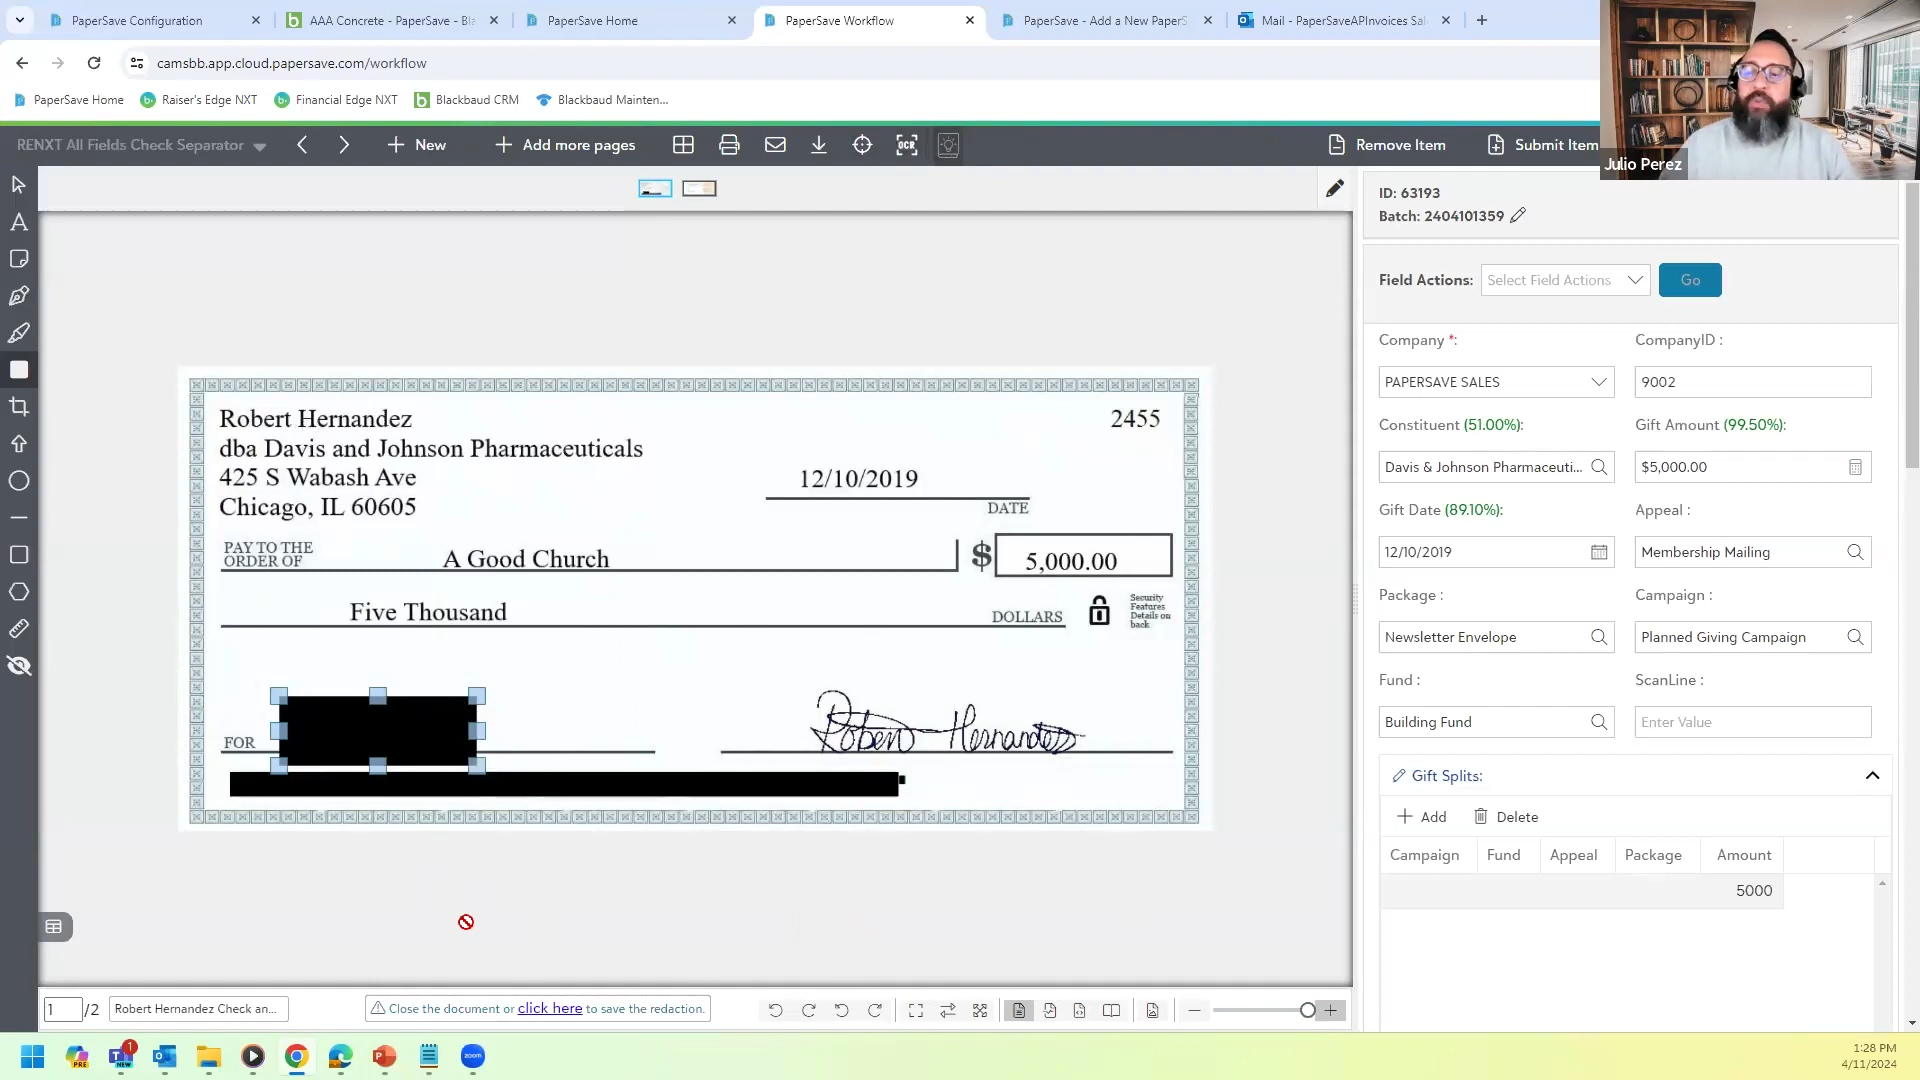 PaperSave Configuration
AAA Concrete - PaperSave - Bla
PaperSave Home
PaperSave Workflow
PaperSave - Add a New PaperS
Mail - PaperSaveAPInvoices Sal
camsbb.app.cloud.papersave.com/workflow
PaperSave Home
Raiser's Edge NXT
Financial Edge NXT
Blackbaud CRM
Blackbaud Mainten...
RENXT All Fields Check Separator
New
Add more pages
OCR
Remove Item
Submit Item
Julio Perez
ID: 63193
Batch: 2404101359
Field Actions:
Select Field Actions
Go
Company *:
CompanyID :
PAPERSAVE SALES
9002
Constituent (51.00%):
Gift Amount (99.50%):
Davis & Johnson Pharmaceuti...
$5,000.00
Gift Date (89.10%):
Appeal :
12/10/2019
Membership Mailing
Package :
Campaign :
Newsletter Envelope
Planned Giving Campaign
Fund :
ScanLine :
Building Fund
Enter Value
Gift Splits:
Add
Delete
Campaign
Fund
Appeal
Package
Amount
5000
Robert Hernandez
2455
dba Davis and Johnson Pharmaceuticals
425 S Wabash Ave
12/10/2019
Chicago, IL 60605
DATE
PAY TO THE
ORDER OF
A Good Church
$
5,000.00
Five Thousand
DOLLARS
Security
Features
Details on
back
FOR
Robert Hernandez
1
/2
Robert Hernandez Check an...
Close the document or click here to save the redaction.
PRE
1
NEW
zoom
1:28 PM
4/11/2024